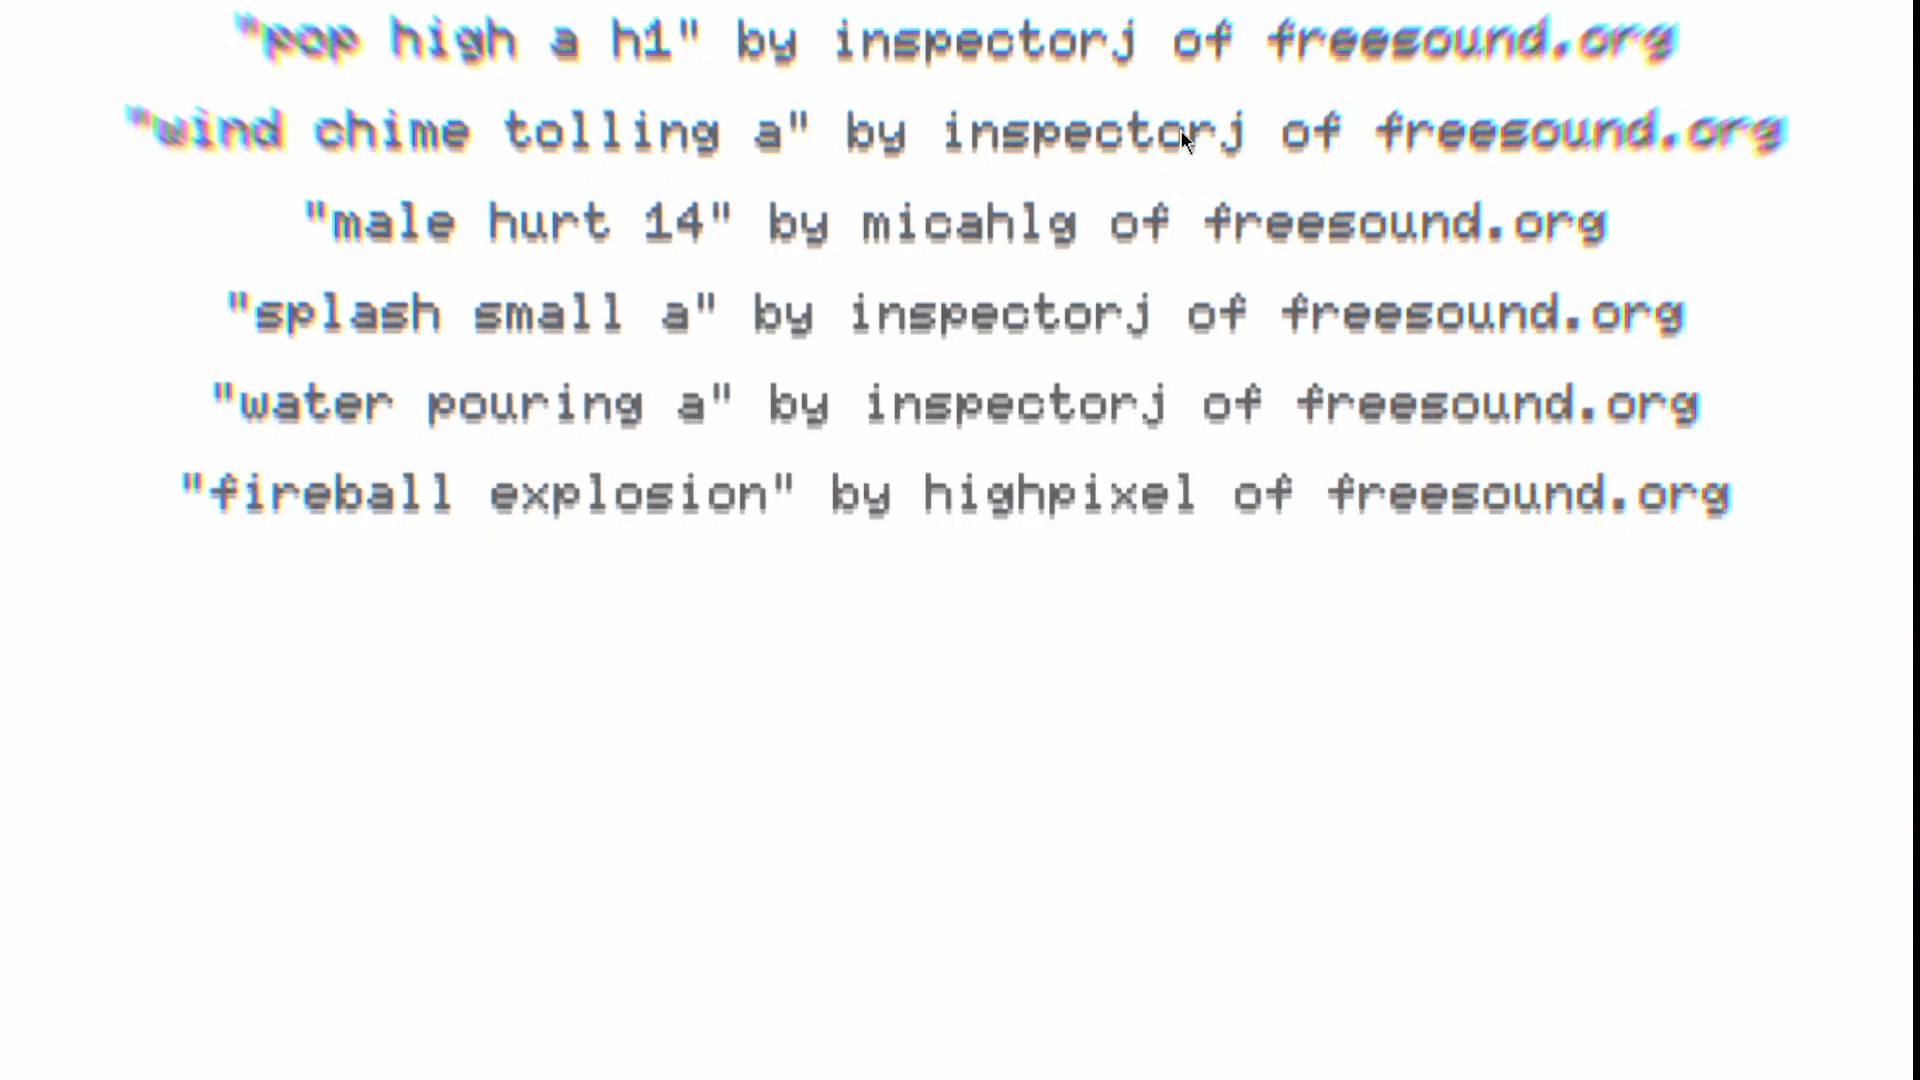 "pop high a h1" by inspectorj of freesound.org
"wind chime tolling a" by inspectorj of freesound.org
"male hurt 14" by micahlg of freesound.org
"splash small a" by inspectorj of freesound.org
"water pouring a" by inspectorj of freesound.org
"fireball explosion" by highpixel of freesound.org